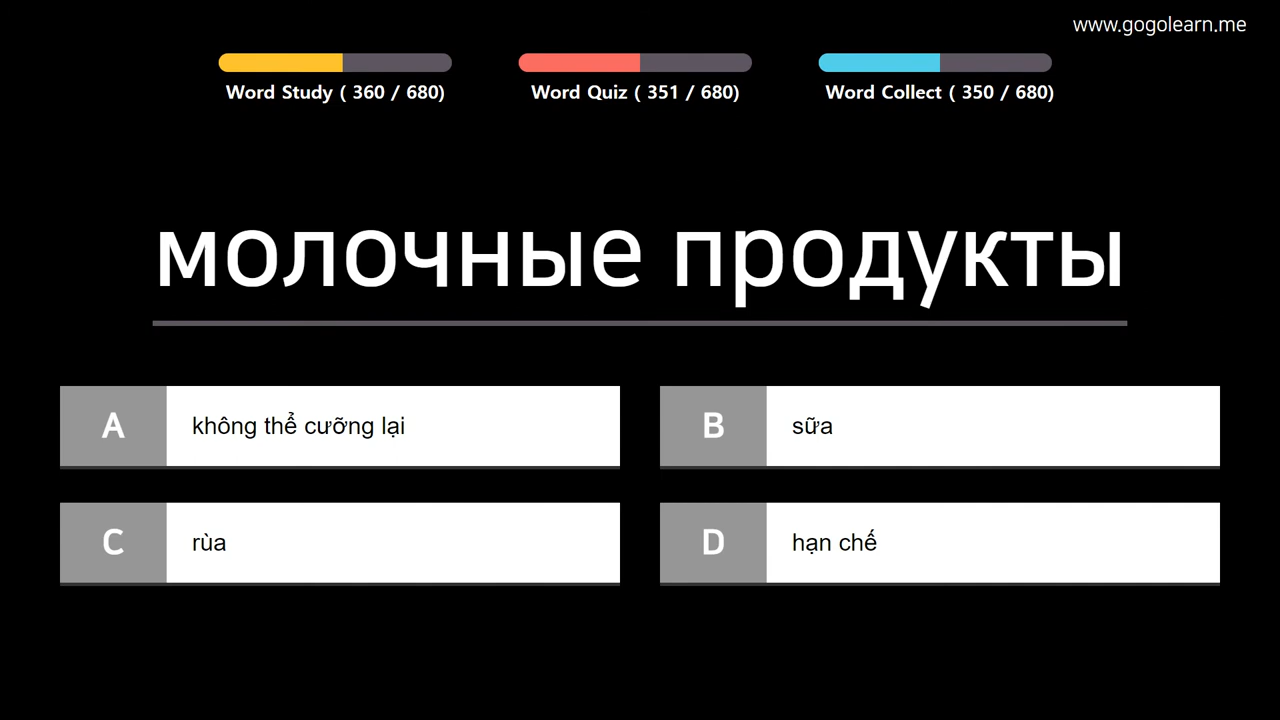 www.gogolearn.me
Word Study ( 360 / 680)
Word Quiz ( 351 / 680)
Word Collect ( 350 / 680)
молочные продукты
A không thể cưỡng lại
B sữa
C rùa
D hạn chế